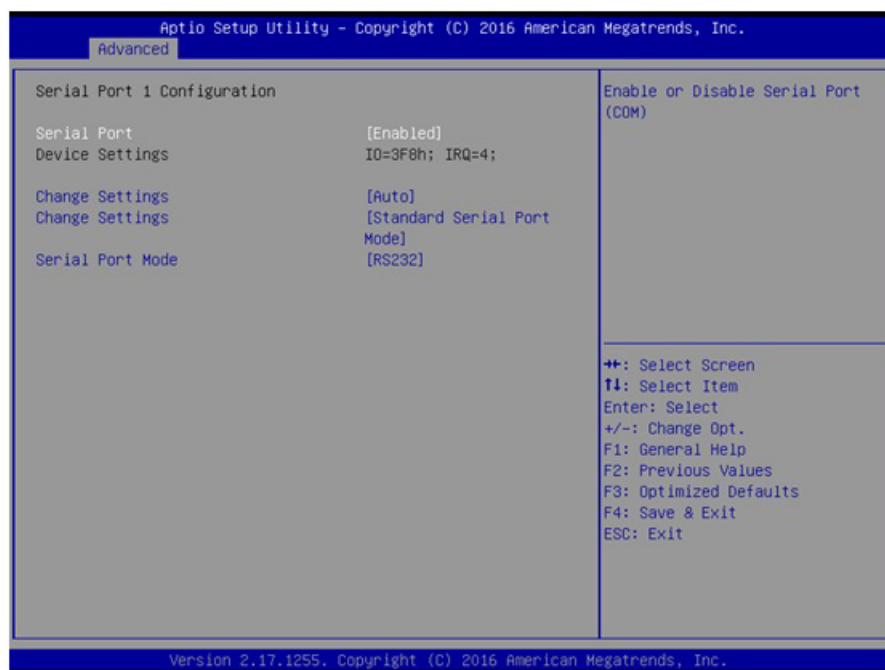 Aptio Setup Utility – Copyright (C) 2016 American Megatrends, Inc.
Advanced
Serial Port 1 Configuration
Serial Port [Enabled]
Device Settings IO=3F8h; IRQ=4;
Change Settings [Auto]
Change Settings [Standard Serial Port
Mode]
Serial Port Mode [RS232]
Enable or Disable Serial Port
(COM)
→←: Select Screen
↑↓: Select Item
Enter: Select
+/-: Change Opt.
F1: General Help
F2: Previous Values
F3: Optimized Defaults
F4: Save & Exit
ESC: Exit
Version 2.17.1255. Copyright (C) 2016 American Megatrends, Inc.